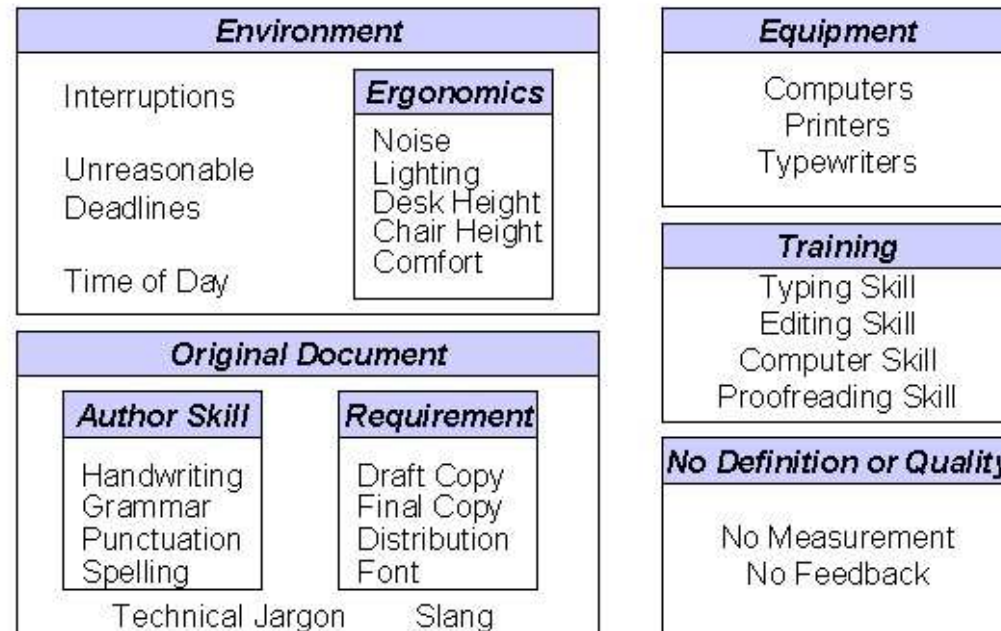 Environment
Interruptions
Unreasonable
Deadlines
Time of Day
Ergonomics
Noise
Lighting
Desk Height
Chair Height
Comfort
Original Document
Author Skill
Handwriting
Grammar
Punctuation
Spelling
Requirement
Draft Copy
Final Copy
Distribution
Font
Technical Jargon
Slang
Equipment
Computers
Printers
Typewriters
Training
Typing Skill
Editing Skill
Computer Skill
Proofreading Skill
No Definition or Quality
No Measurement
No Feedback